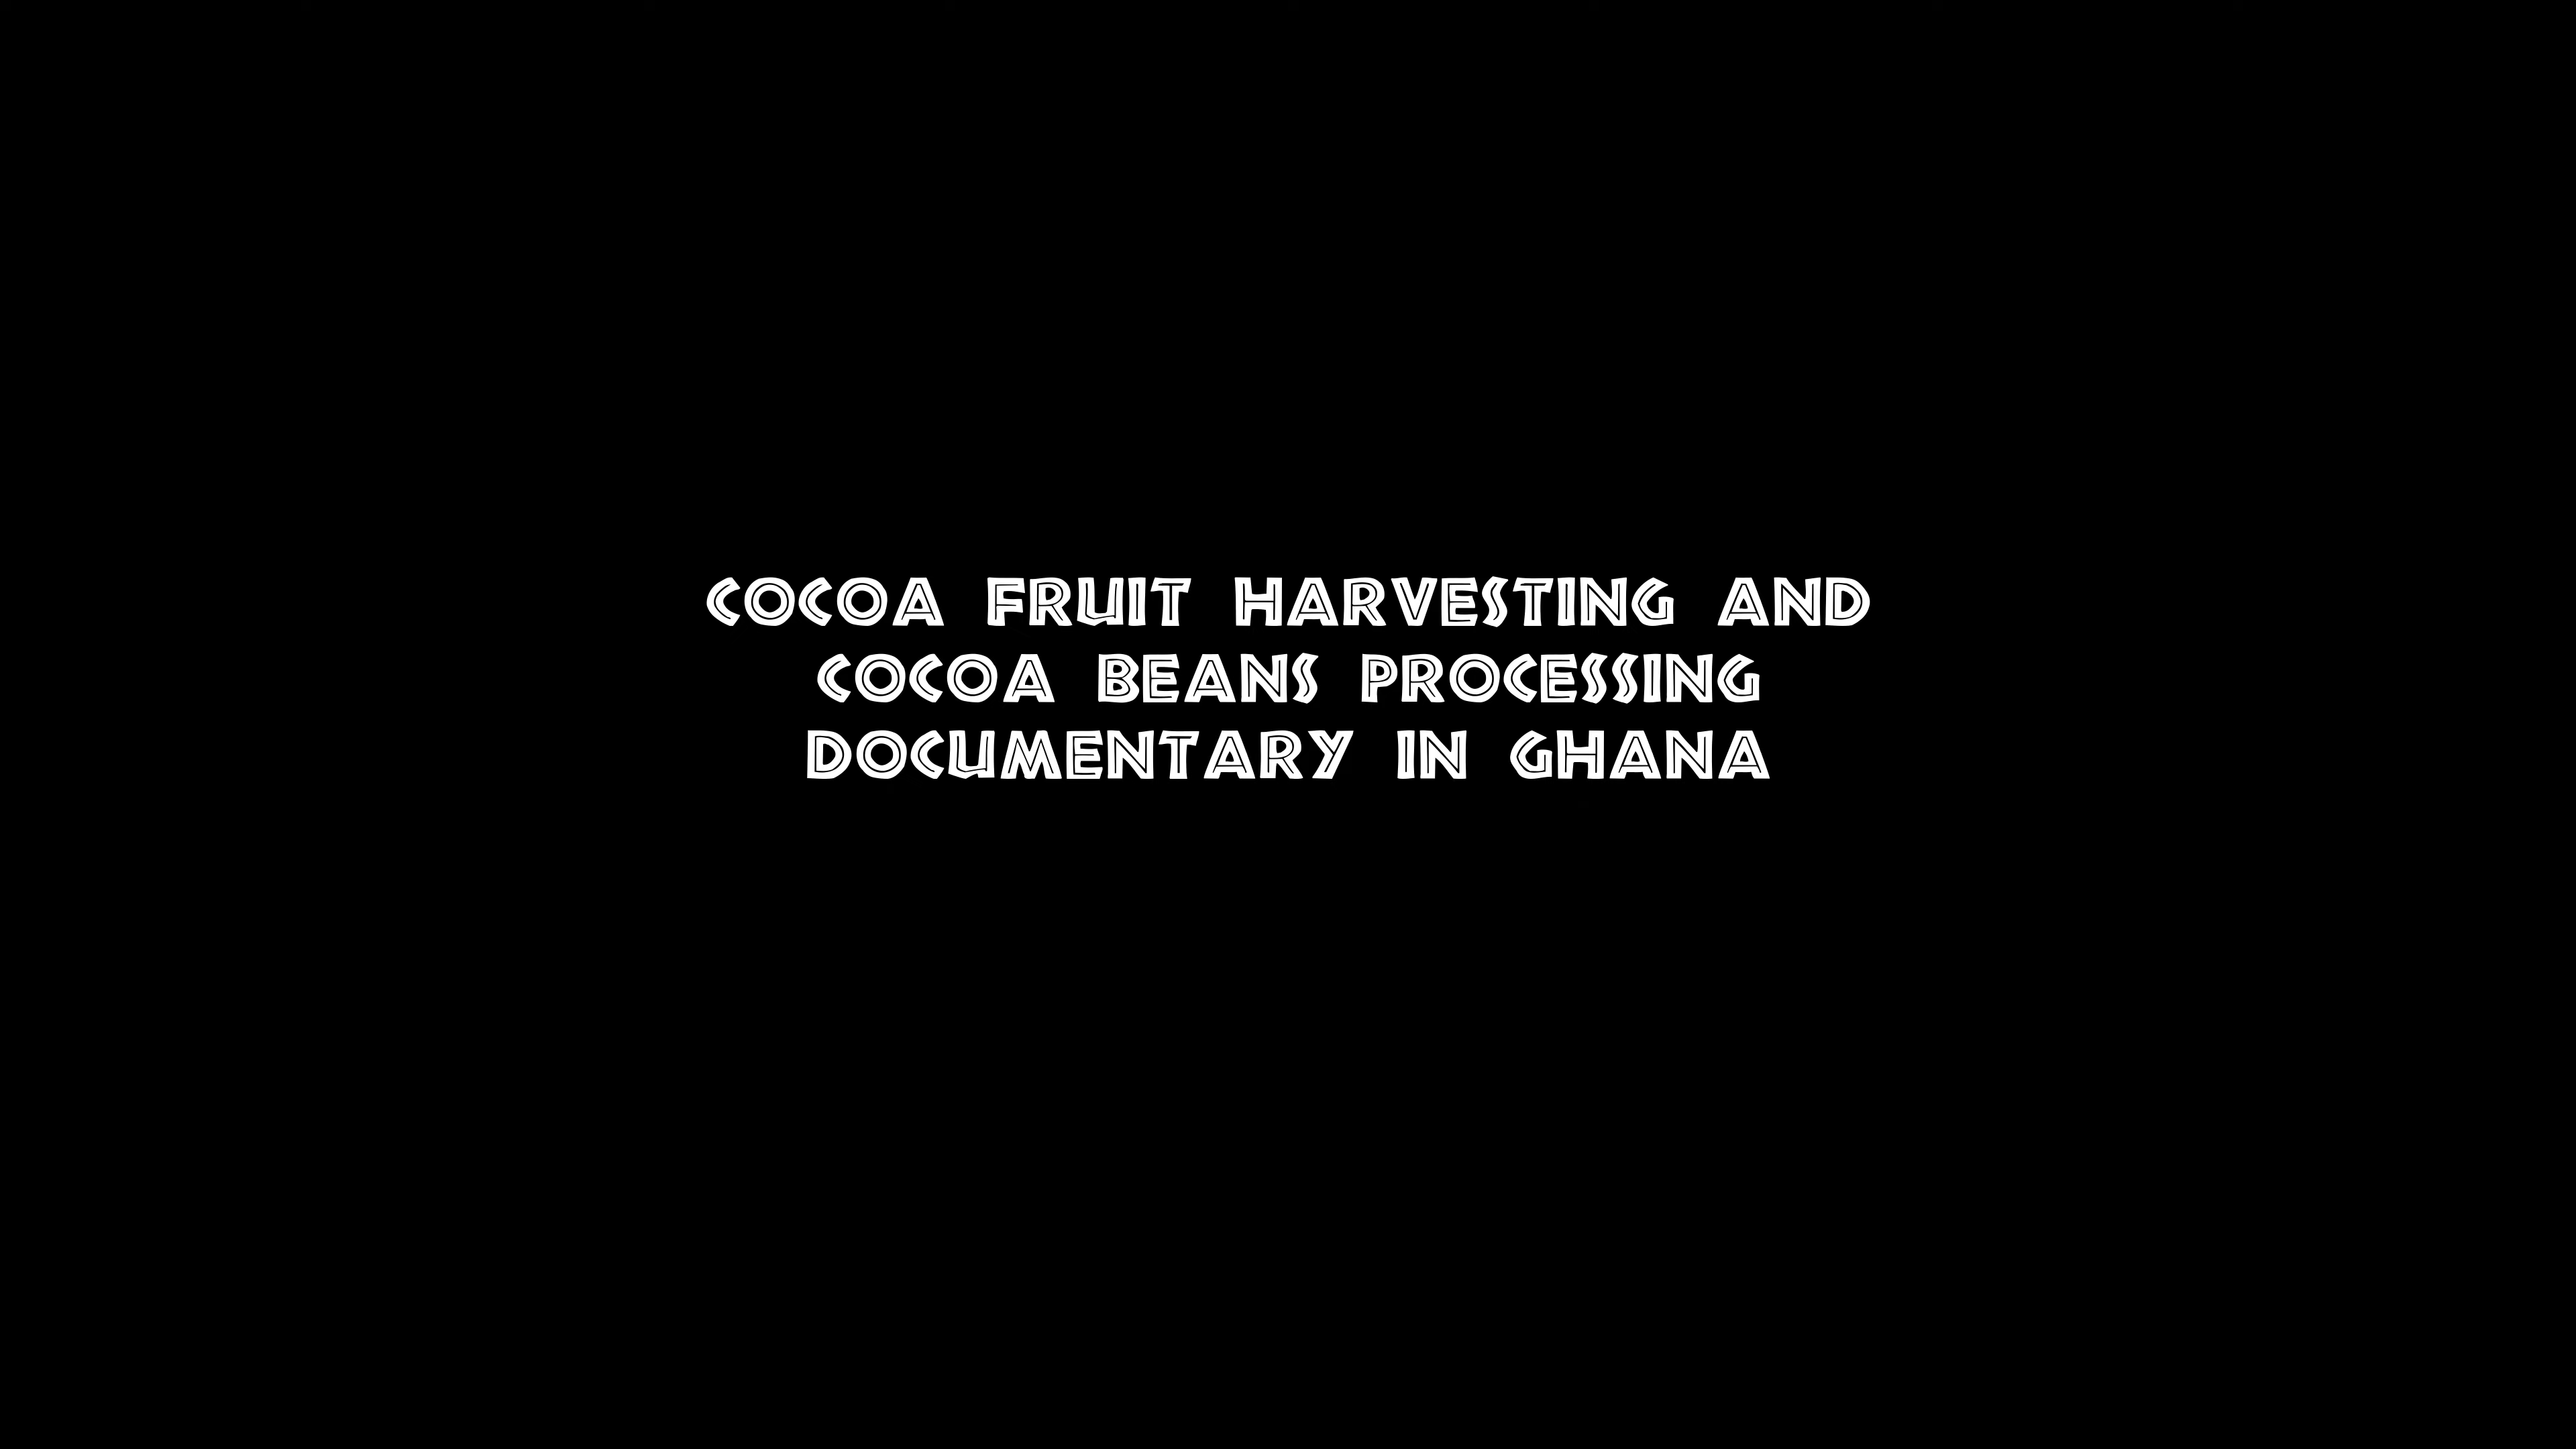 COCOA FRUIT HARVESTING AND
COCOA BEANS PROCESSING
DOCUMENTARY IN GHANA